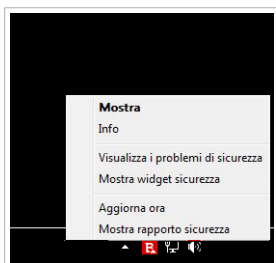 Mostra
Info
Visualizza i problemi di sicurezza
Mostra widget sicurezza
Aggiorna ora
Mostra rapporto sicurezza
B